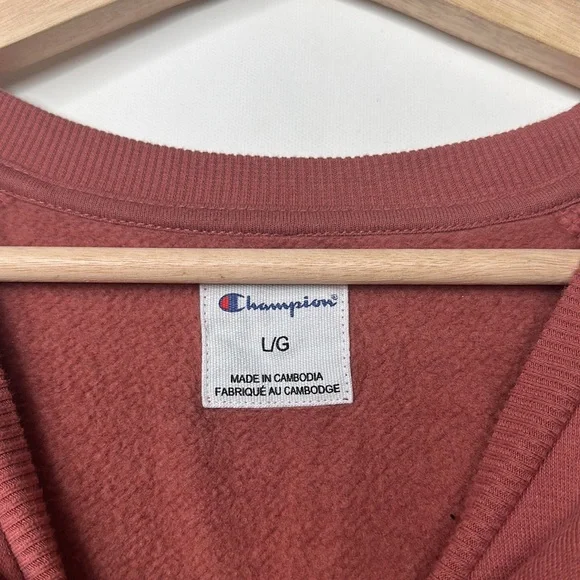 Champion®
L/G
MADE IN CAMBODIA
FABRIQUÉ AU CAMBODGE